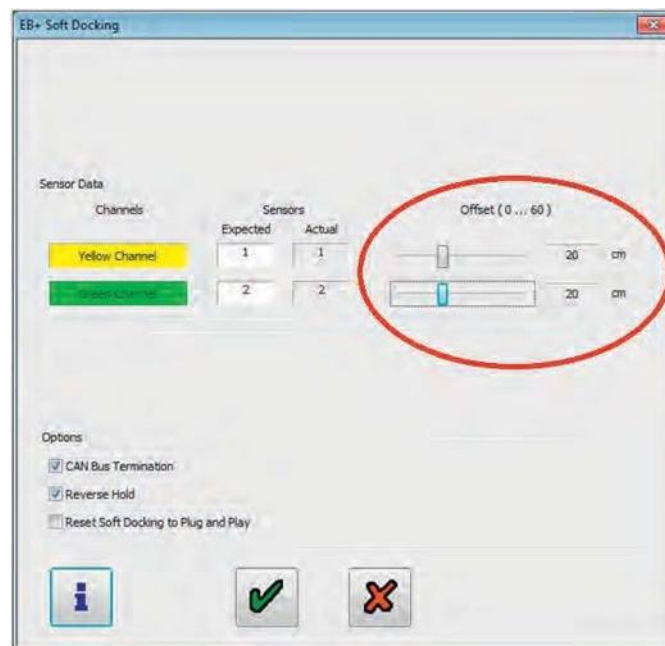 EB+ Soft Docking
Sensor Data
Channels Sensors Offset ( 0 ... 60 )
Expected Actual
Yellow Channel 1 1 20 cm
Green Channel 2 2 20 cm
Options
CAN Bus Termination
Reverse Hold
Reset Soft Docking to Plug and Play
i